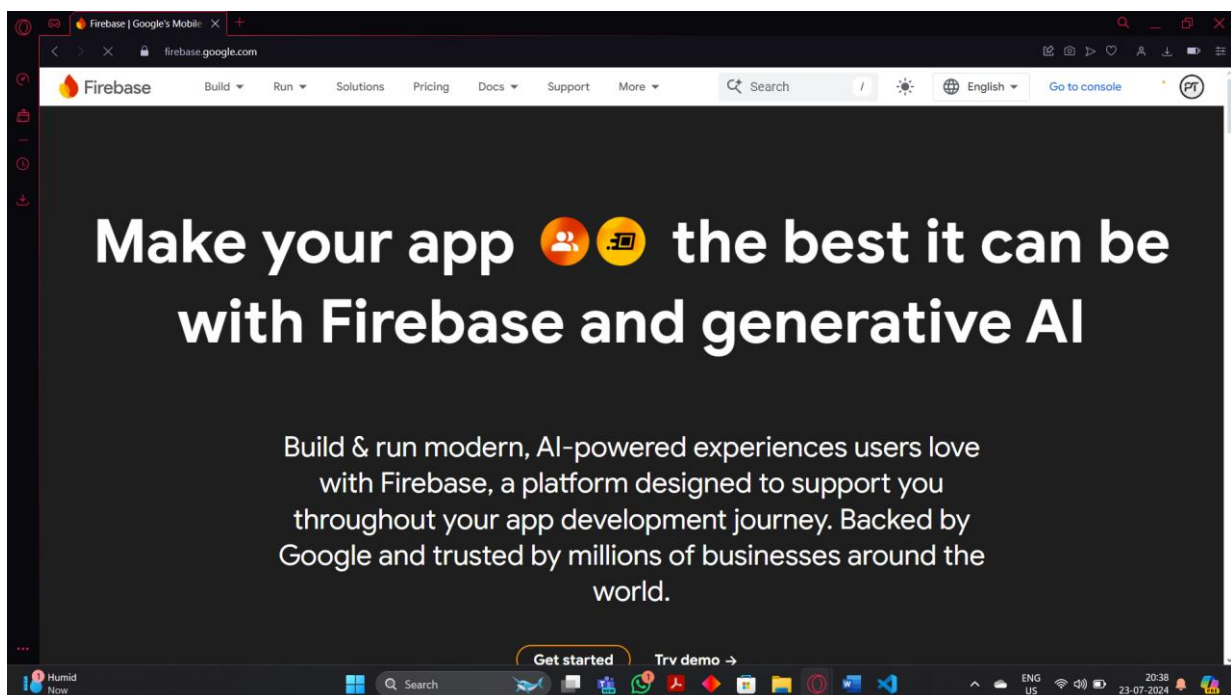 Firebase | Google's Mobile
firebase.google.com
Firebase Build Run Solutions Pricing Docs Support More Search / English Go to console PT
Make your app the best it can be
with Firebase and generative AI
Build & run modern, AI-powered experiences users love
with Firebase, a platform designed to support you
throughout your app development journey. Backed by
Google and trusted by millions of businesses around the
world.
Get started Try demo →
1 Humid
Now
Search
ENG
US
20:38
23-07-2024